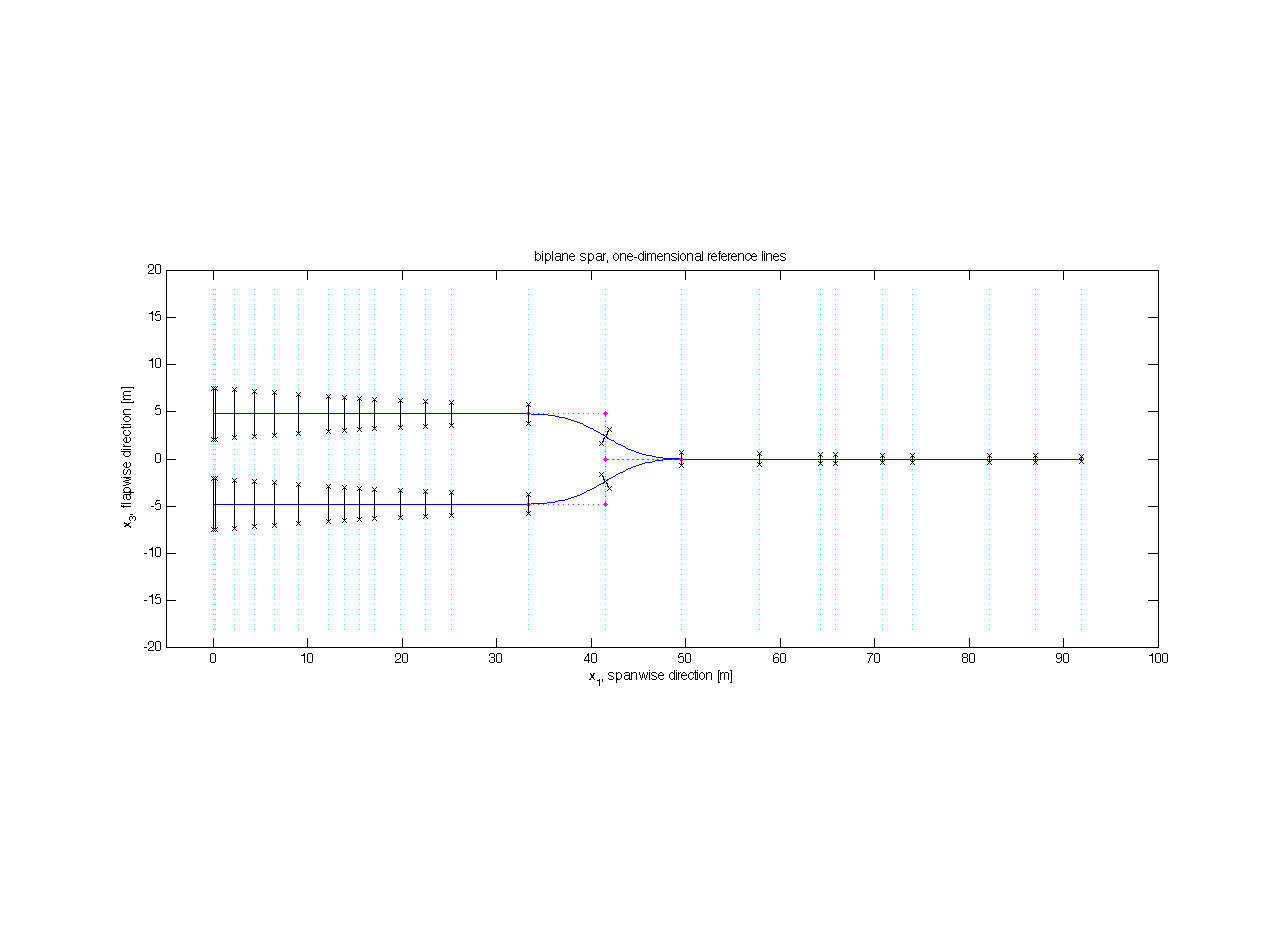 biplane spar, one-dimensional reference lines
20
15
10
5
0
-5
-10
-15
-20
x3, flapwise direction [m]
0 10 20 30 40 50 60 70 80 90 100
x1, spanwise direction [m]